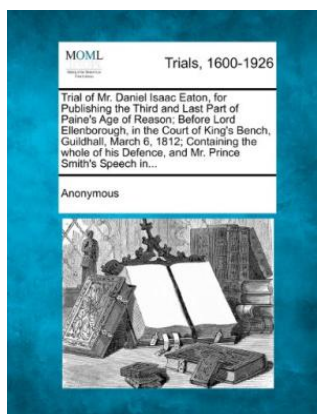 MOML
Trials, 1600-1926
Trial of Mr. Daniel Isaac Eaton, for
Publishing the Third and Last Part of
Paine's Age of Reason; Before Lord
Ellenborough, in the Court of King's Bench,
Guildhall, March 6, 1812; Containing the
whole of his Defence, and Mr. Prince
Smith's Speech in...
Anonymous